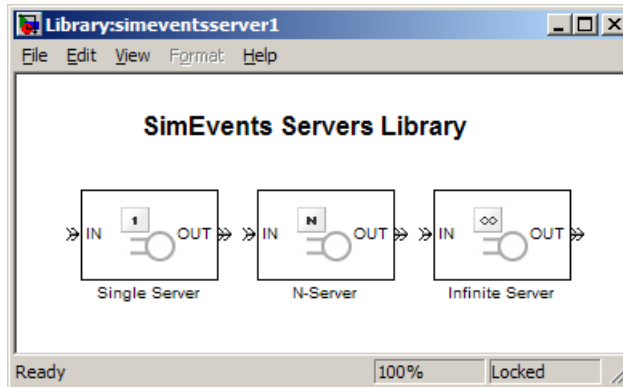 Library:simeventsserver1
File Edit View Format Help
SimEvents Servers Library
IN 1 OUT IN N OUT IN ∞ OUT
Single Server N-Server Infinite Server
Ready 100% Locked